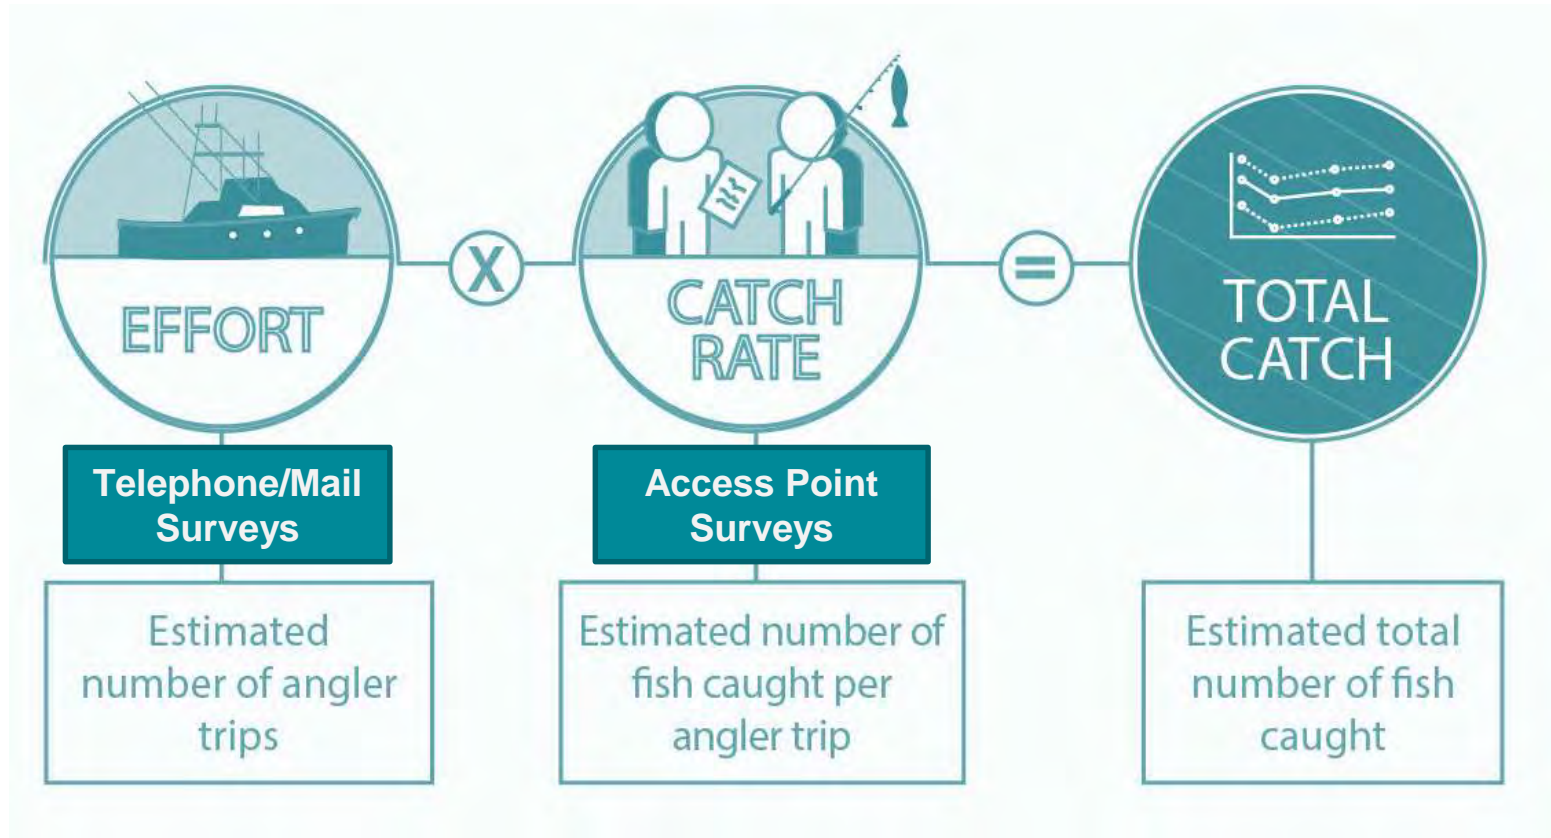 EFFORT
X
CATCH
RATE
=
TOTAL
CATCH
Telephone/Mail
Surveys
Access Point
Surveys
Estimated
number of angler
trips
Estimated number of
fish caught per
angler trip
Estimated total
number of fish
caught